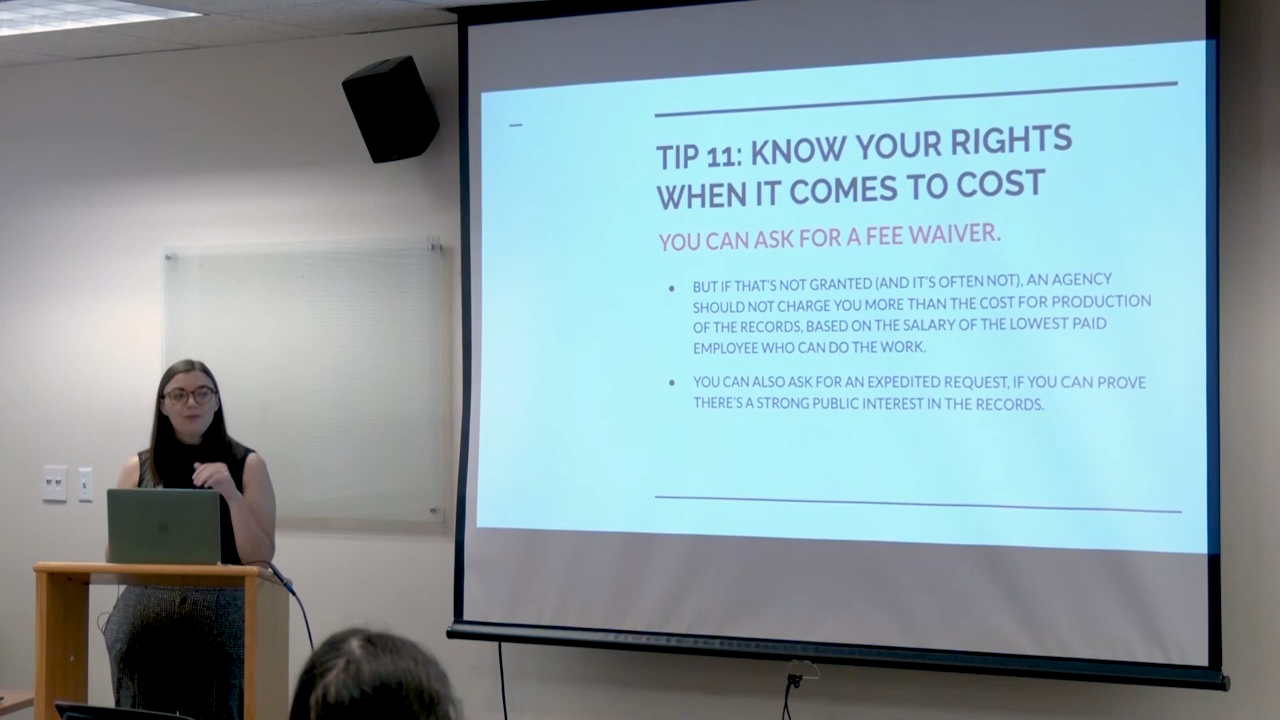 TIP 11: KNOW YOUR RIGHTS
WHEN IT COMES TO COST
YOU CAN ASK FOR A FEE WAIVER.
• BUT IF THAT'S NOT GRANTED (AND IT'S OFTEN NOT), AN AGENCY
SHOULD NOT CHARGE YOU MORE THAN THE COST FOR PRODUCTION
OF THE RECORDS, BASED ON THE SALARY OF THE LOWEST PAID
EMPLOYEE WHO CAN DO THE WORK.
• YOU CAN ALSO ASK FOR AN EXPEDITED REQUEST, IF YOU CAN PROVE
THERE'S A STRONG PUBLIC INTEREST IN THE RECORDS.